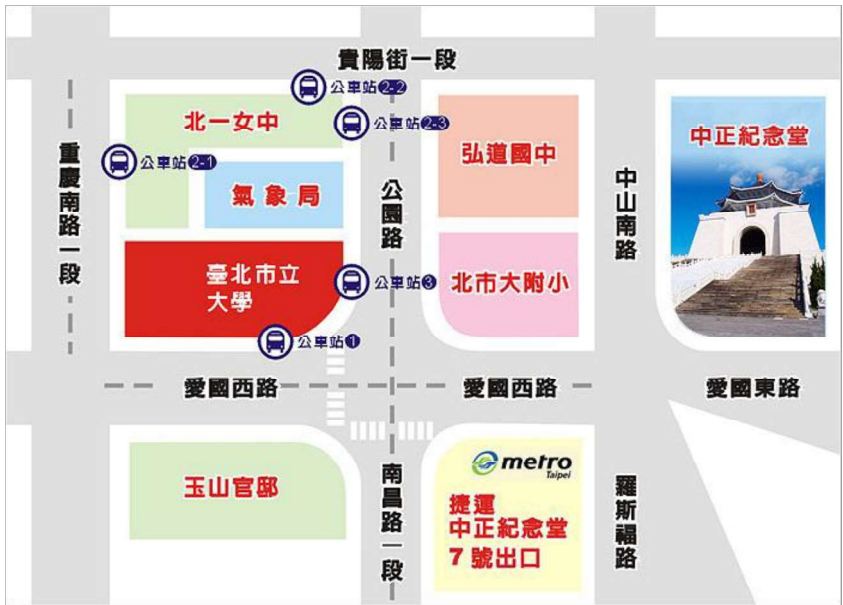 貴陽街一段
公車站2-2
北一女中
公車站2-3
中正紀念堂
弘道國中
公車站2-1
重慶南路一段
氣象局
公園路
中山南路
臺北市立
大學
公車站3
北市大附小
公車站1
愛國西路
愛國西路
愛國東路
metro
Taipei
玉山官邸
南昌路一段
捷運
中正紀念堂
7號出口
羅斯福路